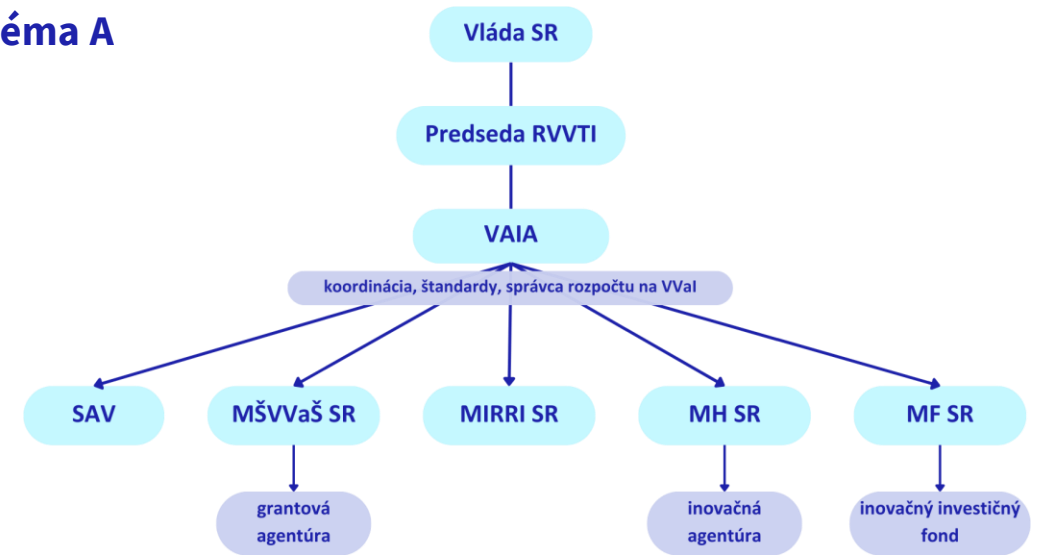 éma A
Vláda SR
Predseda RVVTI
VAIA
koordinácia, štandardy, správca rozpočtu na VVaI
SAV
MŠVVaŠ SR
MIRRI SR
MH SR
MF SR
grantová
agentúra
inovačná
agentúra
inovačný investičný
fond